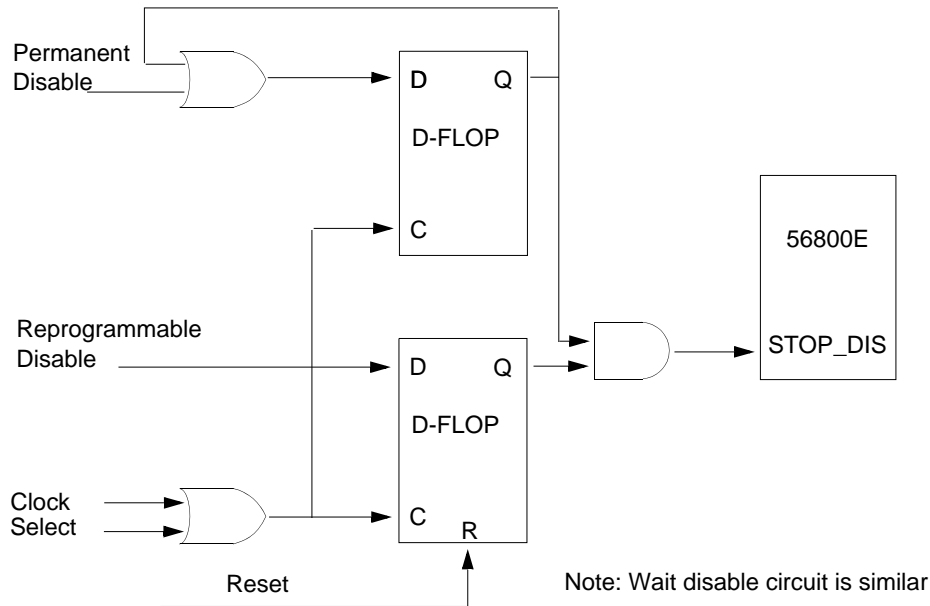 Permanent
Disable
D
Q
D-FLOP
C
56800E
STOP_DIS
Reprogrammable
Disable
D
Q
D-FLOP
Clock
Select
C
R
Reset
Note: Wait disable circuit is similar